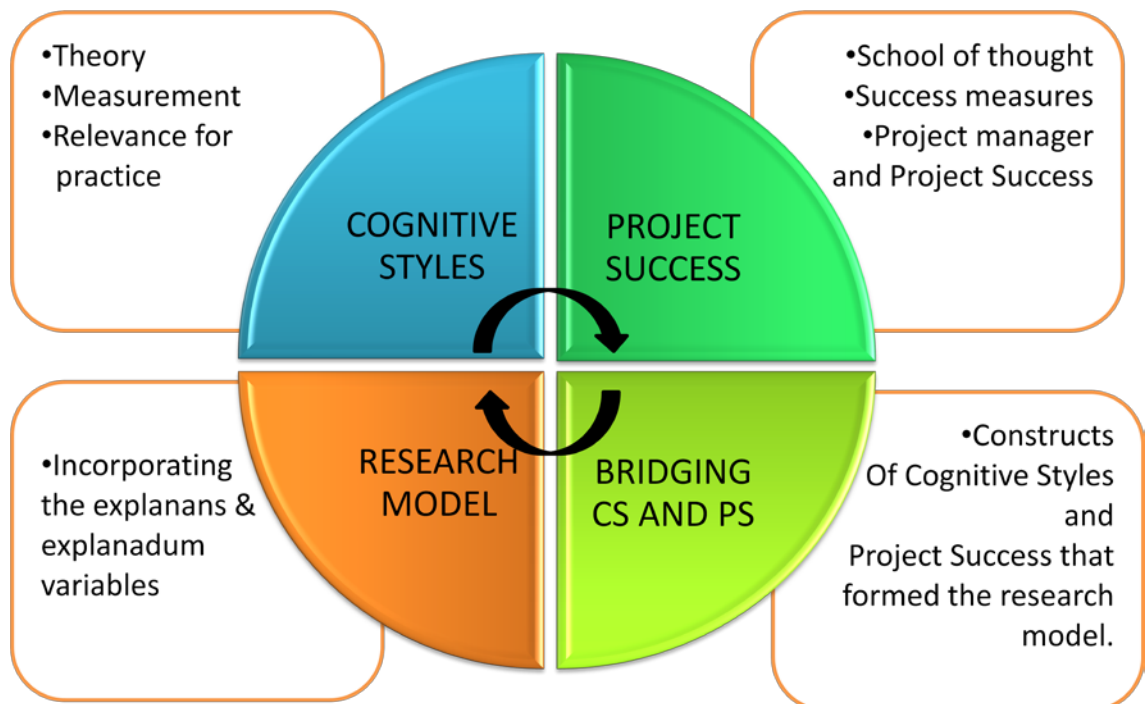 •Theory
•Measurement
•Relevance for
practice
COGNITIVE
STYLES
•School of thought
•Success measures
•Project manager
and Project Success
PROJECT
SUCCESS
•Incorporating
the explanans &
explanadum
variables
RESEARCH
MODEL
BRIDGING
CS AND PS
•Constructs
Of Cognitive Styles
and
Project Success that
formed the research
model.